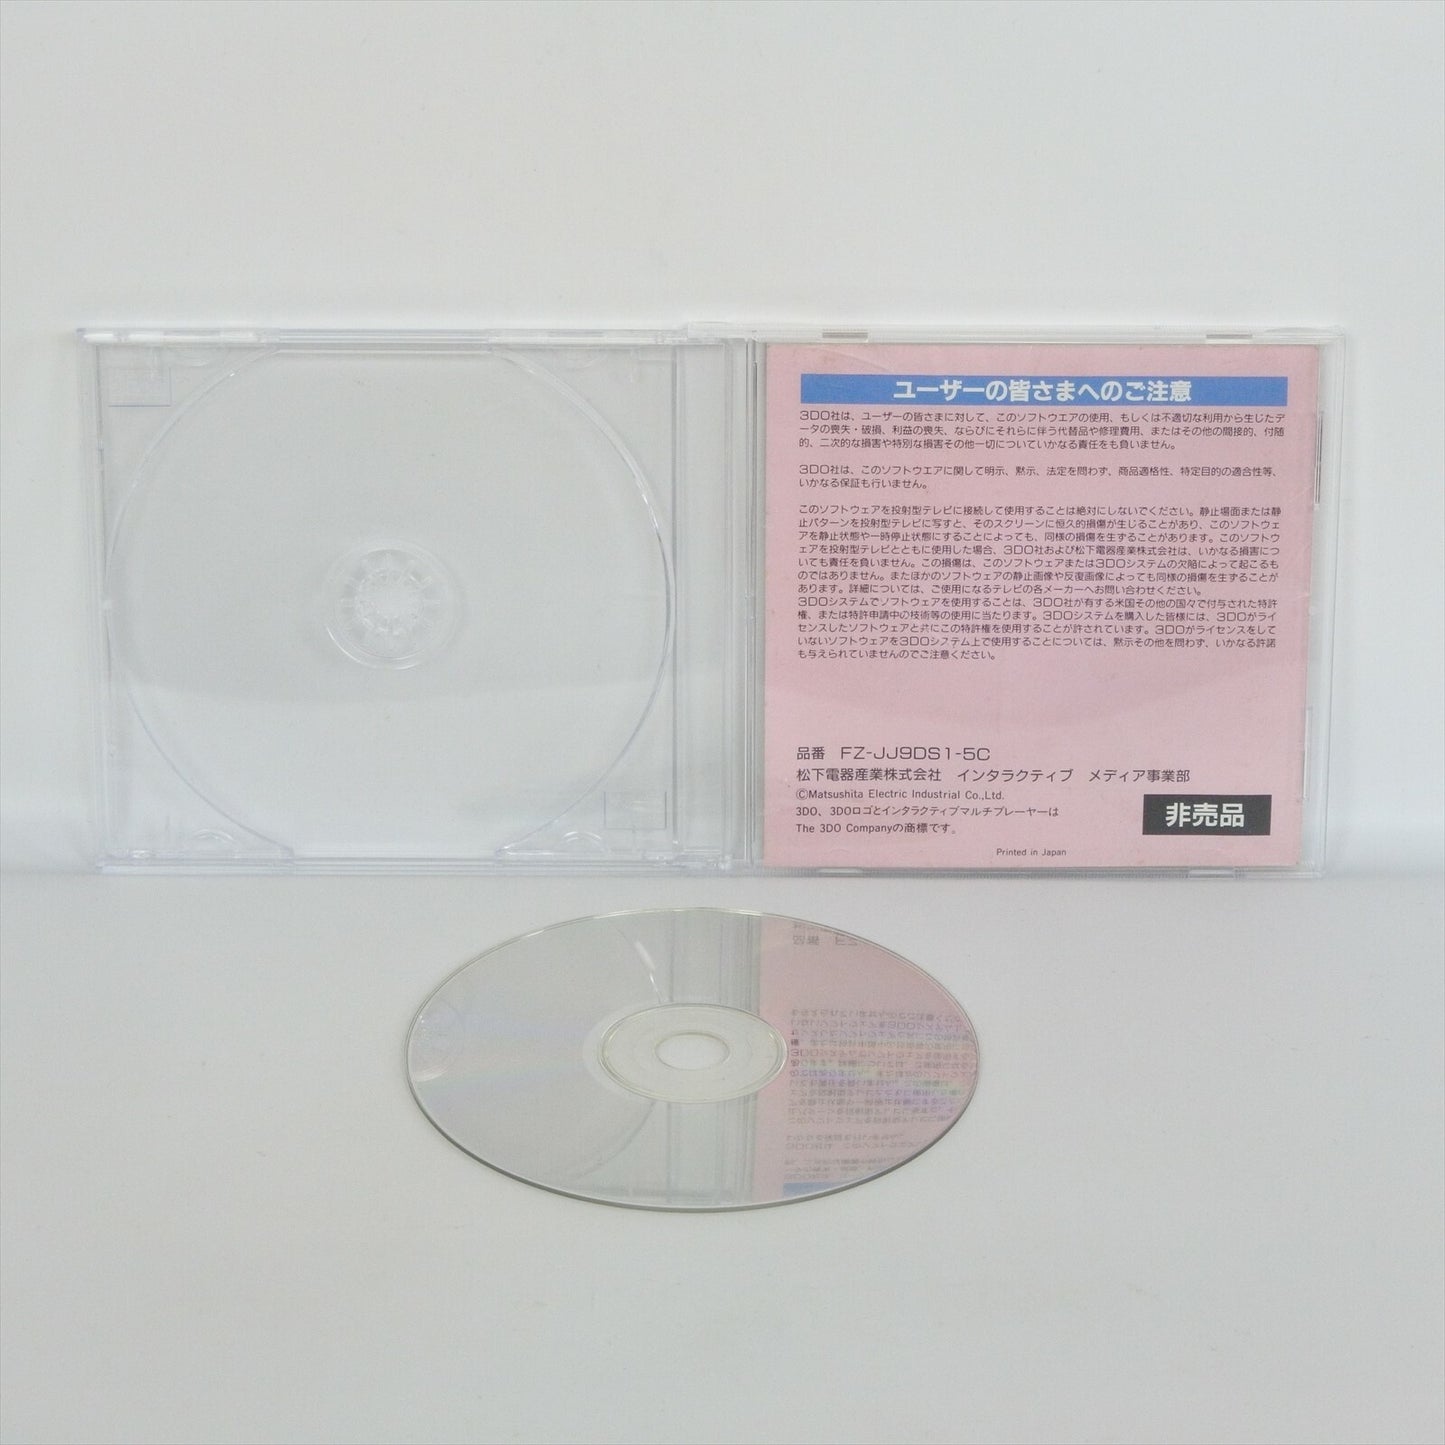 ユーザーの皆さまへのご注意
3DO社は、ユーザーの皆さまに対して、このソフトウエアの使用、もしくは不適切な利用から生じたデ
ータの喪失・破損、利益の喪失、ならびにそれらに伴う代替品や修理費用、またはその他の間接的、付随
的、二次的な損害や特別な損害その他一切についていかなる責任をも負いません。
3DO社は、このソフトウエアに関して明示、黙示、法定を問わず、商品適格性、特定目的の適合性等、
いかなる保証も行いません。
このソフトウェアを投射型テレビに接続して使用することは絶対にしないでください。静止場面または静
止パターンを投射型テレビに写すと、そのスクリーンに恒久的損傷が生じることがあり、このソフトウェ
アを静止状態や一時停止状態にすることによっても、同様の損傷を生ずることがあります。このソフトウ
ェアを投射型テレビとともに使用した場合、3DO社および松下電器産業株式会社は、いかなる損害につ
いても責任を負いません。この損傷は、このソフトウェアまたは3DOシステムの欠陥によって起こるも
のではありません。またほかのソフトウェアの静止画像や反復画像によっても同様の損傷を生ずることが
あります。詳細については、ご使用になるテレビの各メーカーへお問い合わせください。
3DOシステムでソフトウェアを使用することは、3DO社が有する米国その他の国々で付与された特許
権、または特許申請中の技術等の使用に当たります。3DOシステムを購入した皆様には、3DOがライ
センスしたソフトウェアと共にこの特許権を使用することが許されています。3DOがライセンスをして
いないソフトウェアを3DOシステム上で使用することについては、黙示その他を問わず、いかなる許諾
も与えられていませんのでご注意ください。
品番 FZ-JJ9DS1-5C
松下電器産業株式会社 インタラクティブ メディア事業部
©Matsushita Electric Industrial Co.,Ltd.
3DO、3DOロゴとインタラクティブマルチプレーヤーは
The 3DO Companyの商標です。
非売品
Printed in Japan